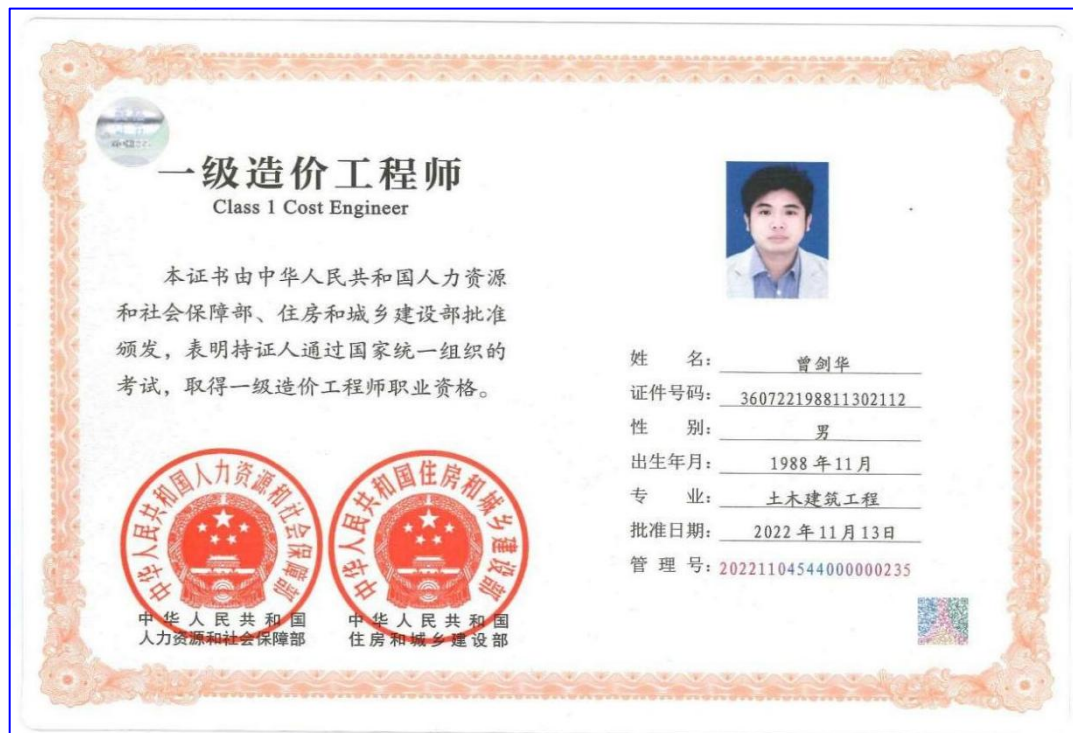 一级造价工程师
Class 1 Cost Engineer
本证书由中华人民共和国人力资源
和社会保障部、住房和城乡建设部批准
颁发，表明持证人通过国家统一组织的
考试，取得一级造价工程师职业资格。
中华人民共和国人力资源和社会保障部
中华人民共和国住房和城乡建设部
中华人民共和国
人力资源和社会保障部
中华人民共和国
住房和城乡建设部
姓名：曾剑华
证件号码：360722198811302112
性别：男
出生年月：1988年11月
专业：土木建筑工程
批准日期：2022年11月13日
管理号：20221104544000000235